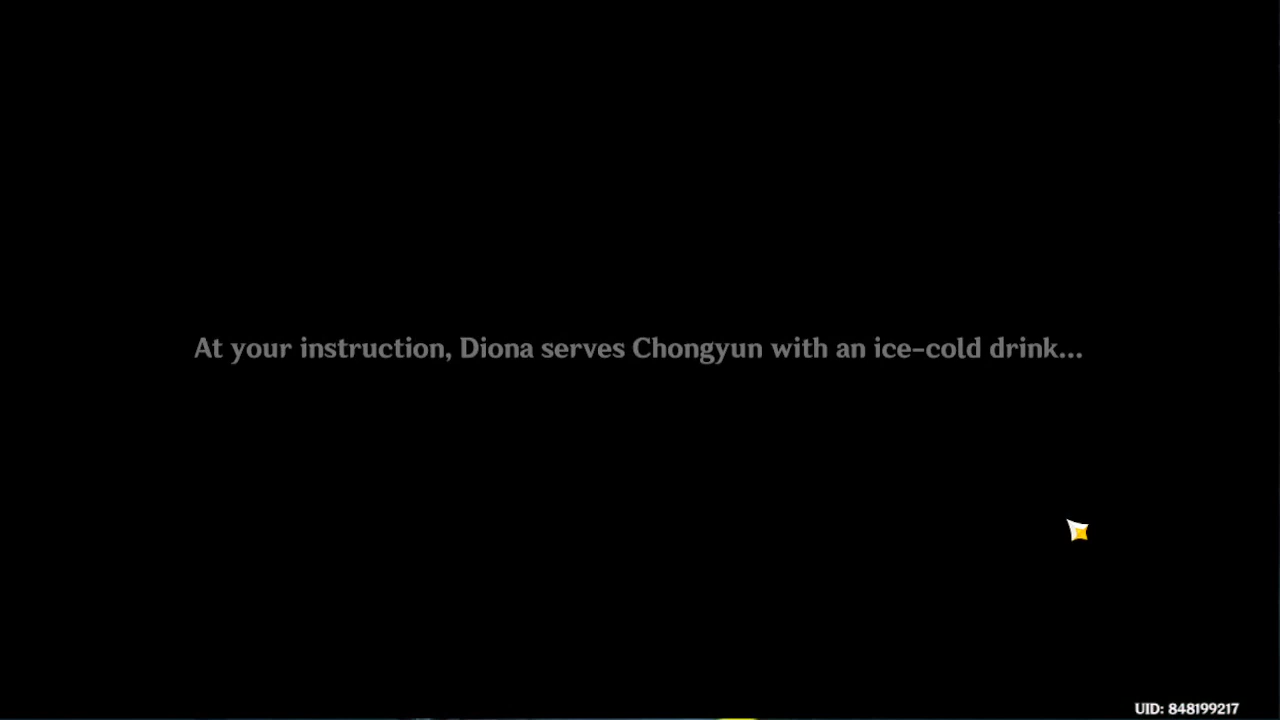 At your instruction, Diona serves Chongyun with an ice-cold drink...
UID: 848199217